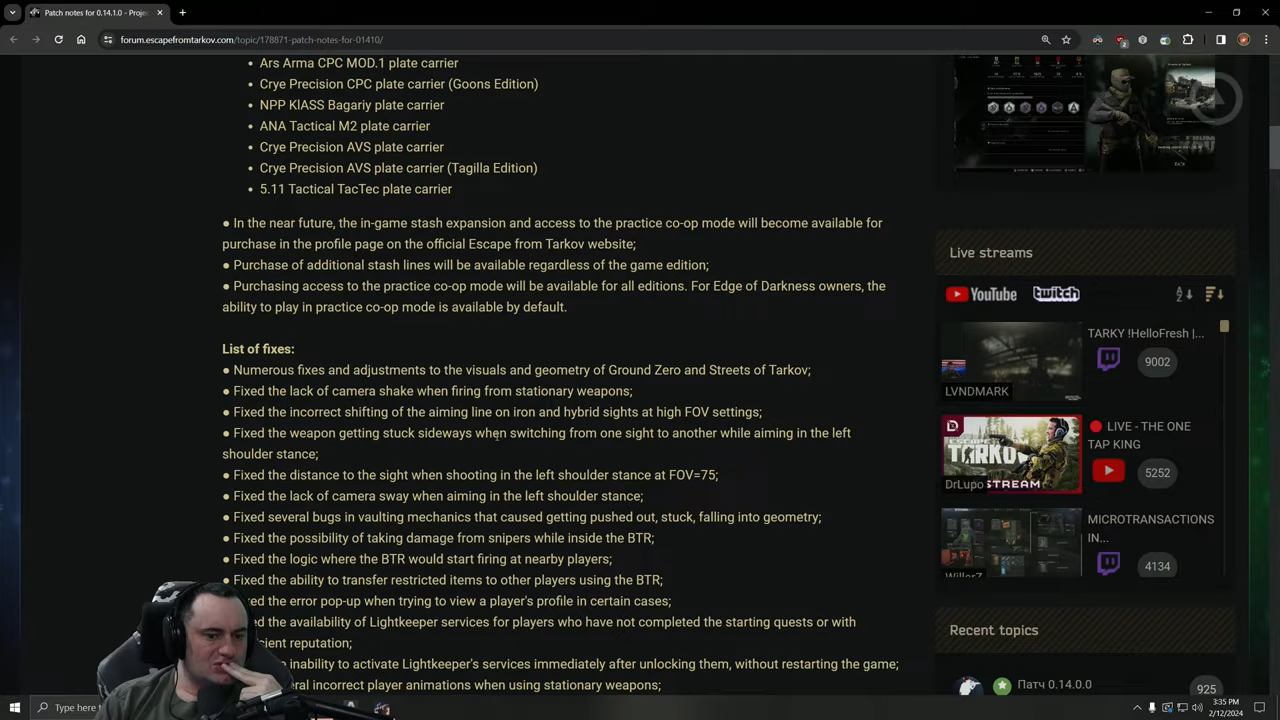 Patch notes for 0.14.1.0 - Proje
forum.escapefromtarkov.com/topic/178871-patch-notes-for-01410/
2
Ars Arma CPC MOD.1 plate carrier
Crye Precision CPC plate carrier (Goons Edition)
NPP KlASS Bagariy plate carrier
ANA Tactical M2 plate carrier
Crye Precision AVS plate carrier
Crye Precision AVS plate carrier (Tagilla Edition)
5.11 Tactical TacTec plate carrier
● In the near future, the in-game stash expansion and access to the practice co-op mode will become available for
purchase in the profile page on the official Escape from Tarkov website;
● Purchase of additional stash lines will be available regardless of the game edition;
● Purchasing access to the practice co-op mode will be available for all editions. For Edge of Darkness owners, the
ability to play in practice co-op mode is available by default.
List of fixes:
● Numerous fixes and adjustments to the visuals and geometry of Ground Zero and Streets of Tarkov;
● Fixed the lack of camera shake when firing from stationary weapons;
● Fixed the incorrect shifting of the aiming line on iron and hybrid sights at high FOV settings;
● Fixed the weapon getting stuck sideways when switching from one sight to another while aiming in the left
shoulder stance;
● Fixed the distance to the sight when shooting in the left shoulder stance at FOV=75;
● Fixed the lack of camera sway when aiming in the left shoulder stance;
● Fixed several bugs in vaulting mechanics that caused getting pushed out, stuck, falling into geometry;
● Fixed the possibility of taking damage from snipers while inside the BTR;
● Fixed the logic where the BTR would start firing at nearby players;
● Fixed the ability to transfer restricted items to other players using the BTR;
ed the error pop-up when trying to view a player's profile in certain cases;
ed the availability of Lightkeeper services for players who have not completed the starting quests or with
cient reputation;
inability to activate Lightkeeper's services immediately after unlocking them, without restarting the game;
eral incorrect player animations when using stationary weapons;
Live streams
YouTube twitch
TARKY !HelloFresh |...
9002
LVNDMARK
LIVE - THE ONE
TAP KING
5252
ESCAPE FROM
TARKOV
STREAM
DrLupo
MICROTRANSACTIONS
IN...
4134
WillerZ
Recent topics
Патч 0.14.0.0
925
Type here
3:35 PM
2/12/2024